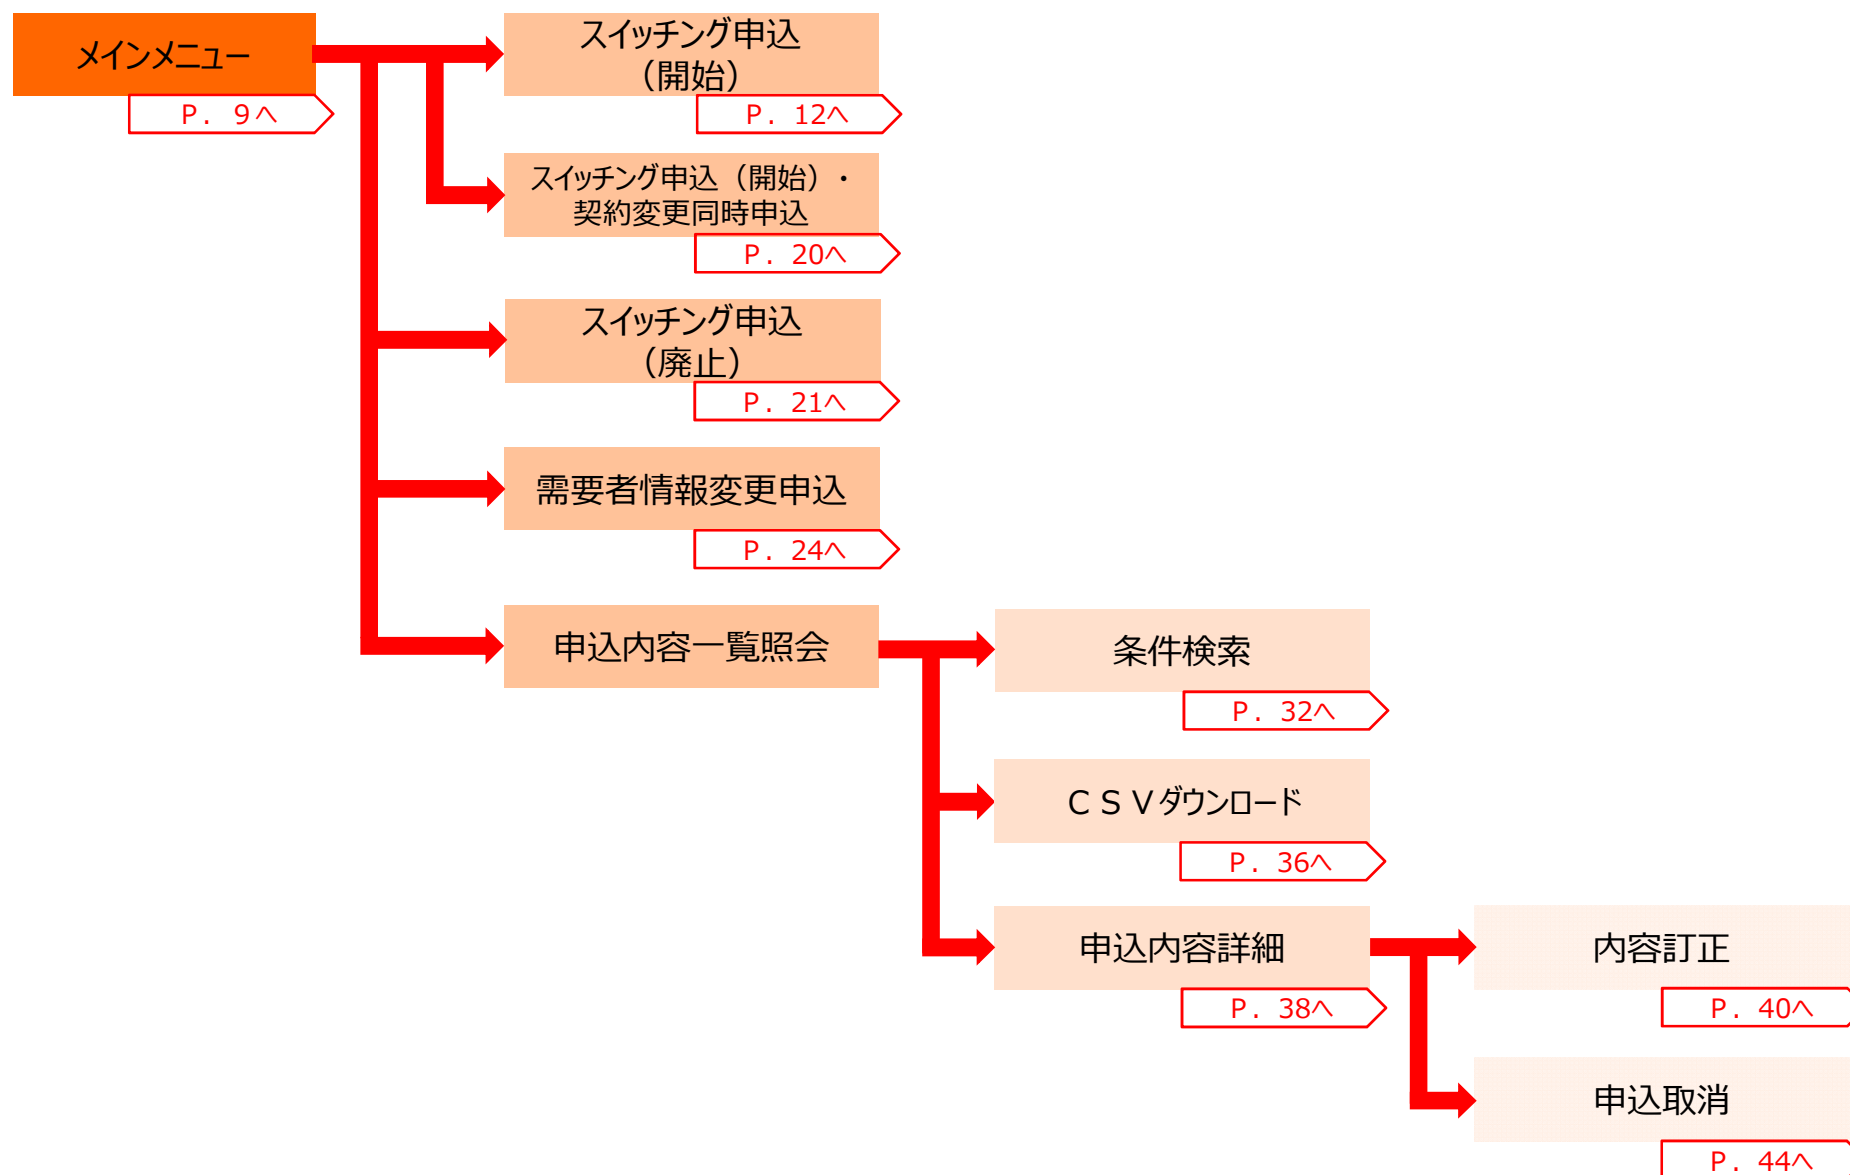 メインメニュー
P．9へ
スイッチング申込
（開始）
P．12へ
スイッチング申込（開始）・
契約変更同時申込
P．20へ
スイッチング申込
（廃止）
P．21へ
需要者情報変更申込
P．24へ
申込内容一覧照会
条件検索
P．32へ
ＣＳＶダウンロード
P．36へ
申込内容詳細
P．38へ
内容訂正
P．40へ
申込取消
P．44へ